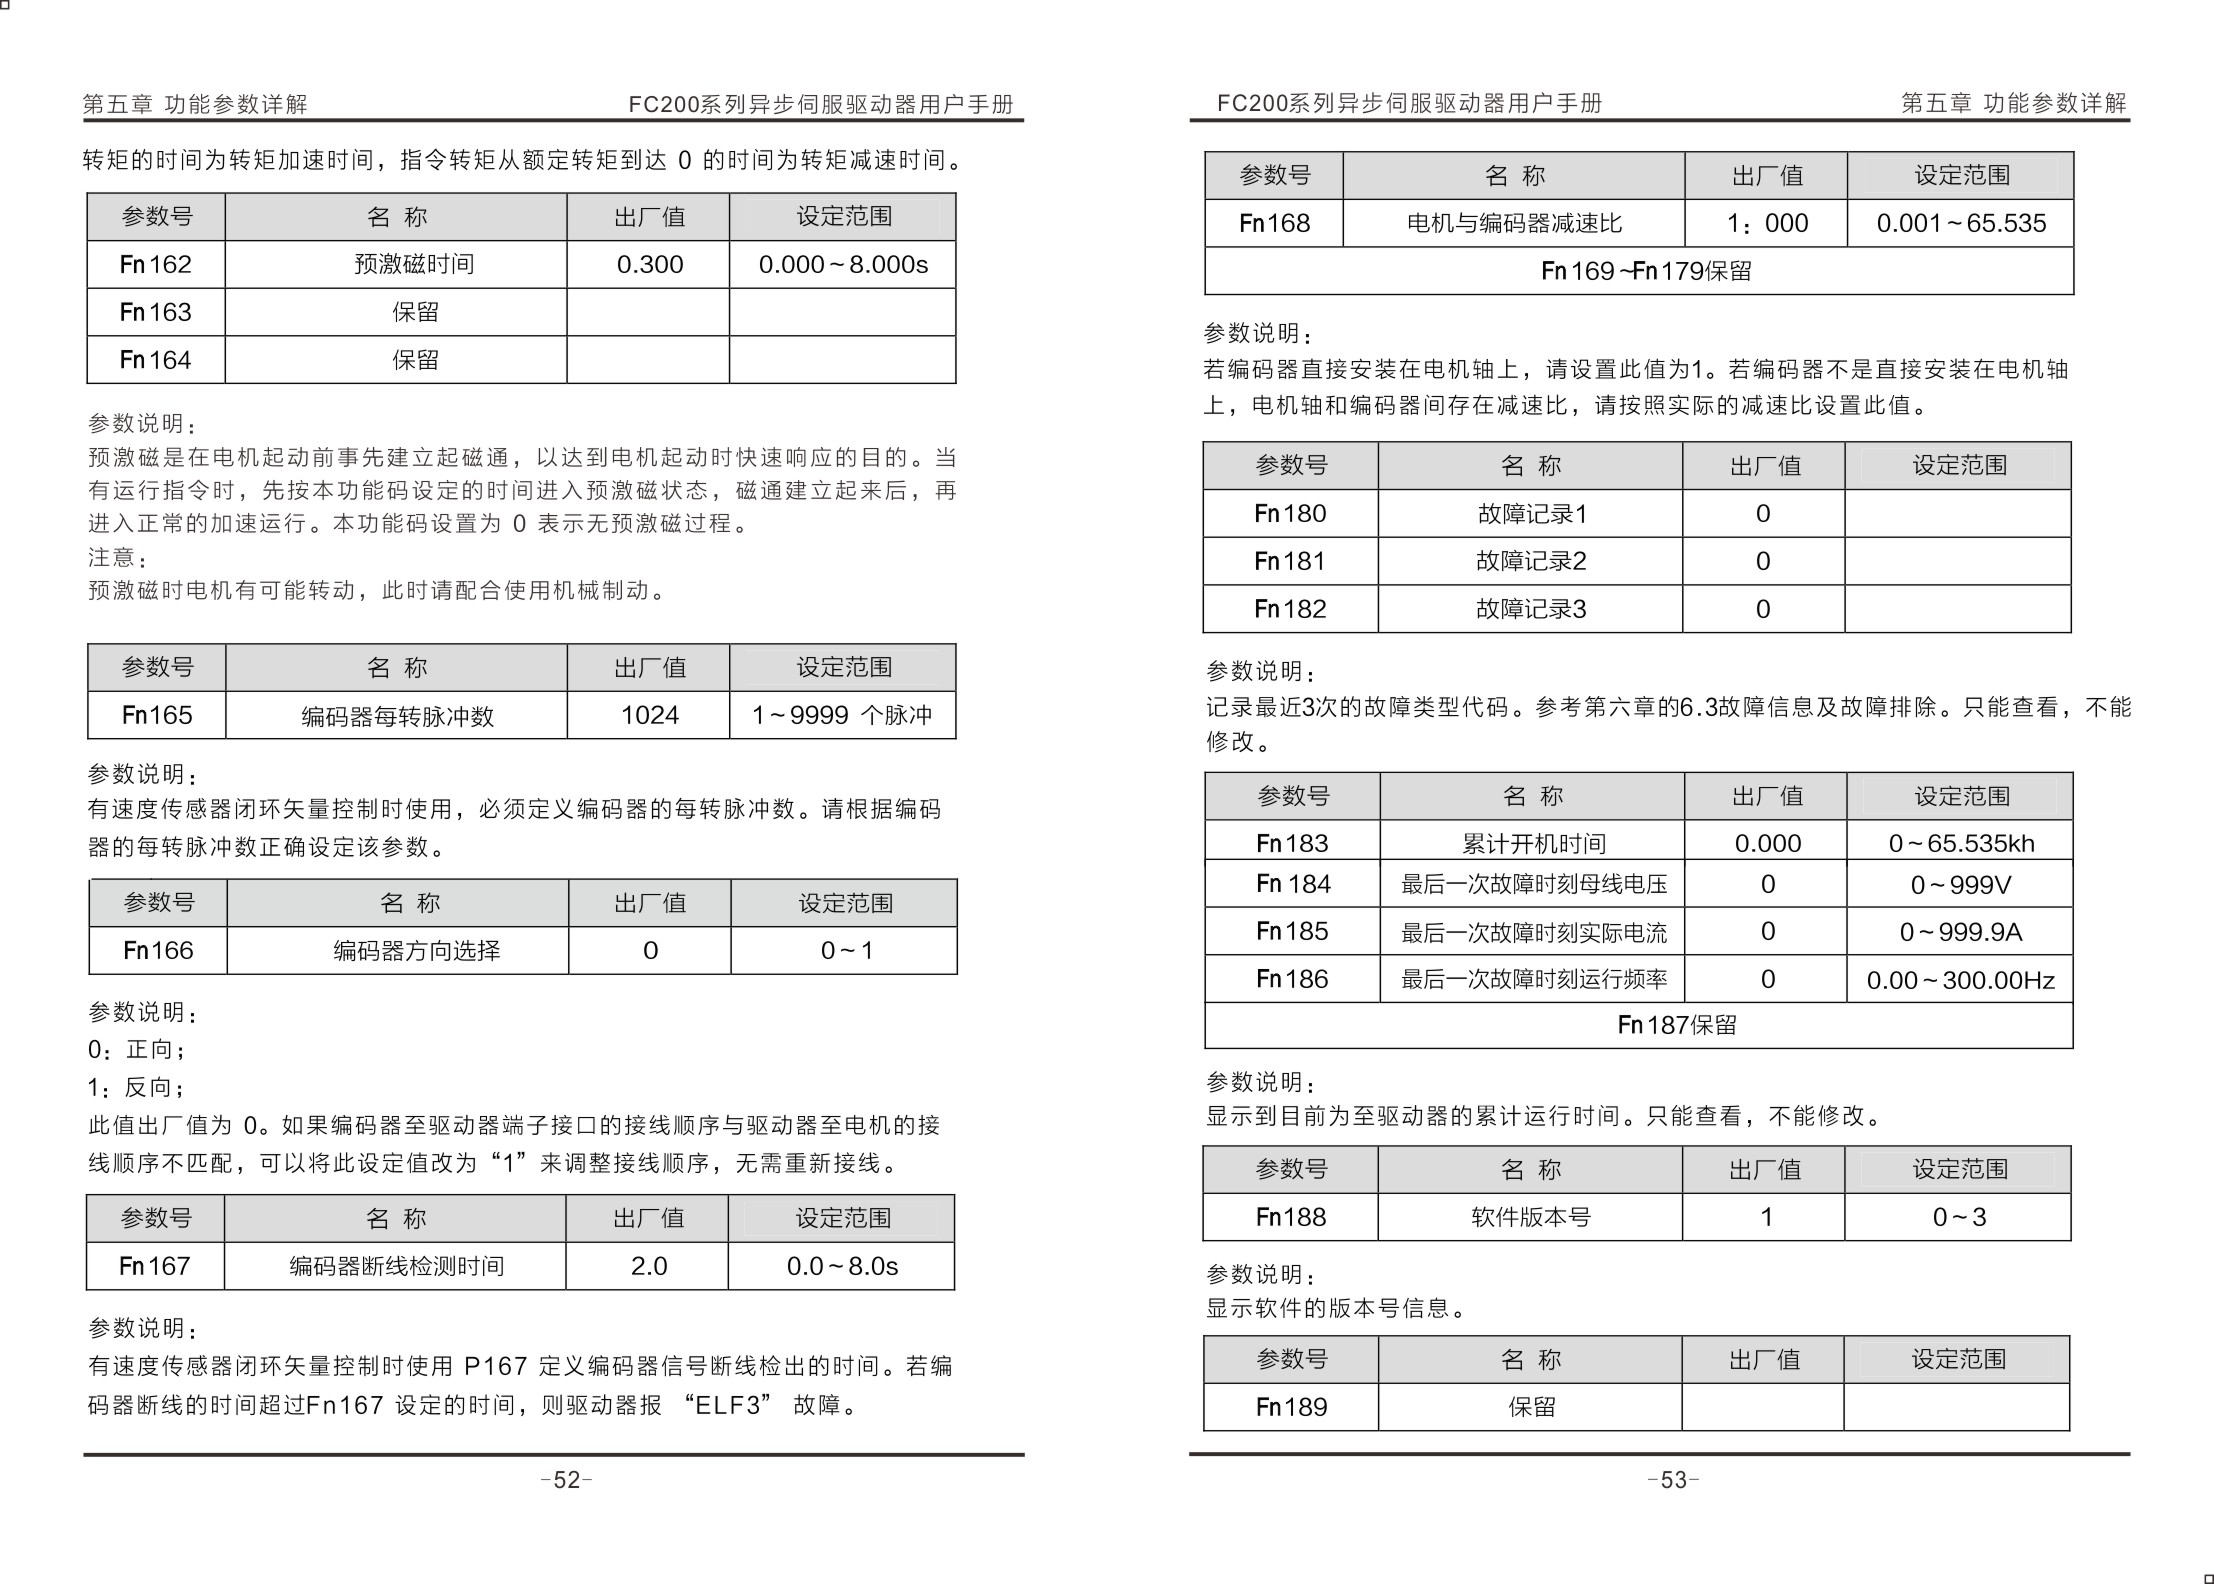 第五章 功能参数详解 FC200系列异步伺服驱动器用户手册
转矩的时间为转矩加速时间，指令转矩从额定转矩到达 0 的时间为转矩减速时间。
参数号 名 称 出厂值 设定范围
Fn162 预激磁时间 0.300 0.000~8.000s
Fn163 保留
Fn164 保留
参数说明：
预激磁是在电机起动前事先建立起磁通，以达到电机起动时快速响应的目的。当
有运行指令时，先按本功能码设定的时间进入预激磁状态，磁通建立起来后，再
进入正常的加速运行。本功能码设置为 0 表示无预激磁过程。
注意：
预激磁时电机有可能转动，此时请配合使用机械制动。
参数号 名 称 出厂值 设定范围
Fn165 编码器每转脉冲数 1024 1~9999 个脉冲
参数说明：
有速度传感器闭环矢量控制时使用，必须定义编码器的每转脉冲数。请根据编码
器的每转脉冲数正确设定该参数。
参数号 名 称 出厂值 设定范围
Fn166 编码器方向选择 0 0~1
参数说明：
0：正向；
1：反向；
此值出厂值为 0。如果编码器至驱动器端子接口的接线顺序与驱动器至电机的接
线顺序不匹配，可以将此设定值改为“1”来调整接线顺序，无需重新接线。
参数号 名 称 出厂值 设定范围
Fn167 编码器断线检测时间 2.0 0.0~8.0s
参数说明：
有速度传感器闭环矢量控制时使用 P167 定义编码器信号断线检出的时间。若编
码器断线的时间超过Fn167 设定的时间，则驱动器报 “ELF3” 故障。
-52-
FC200系列异步伺服驱动器用户手册 第五章 功能参数详解
参数号 名 称 出厂值 设定范围
Fn168 电机与编码器减速比 1：000 0.001~65.535
Fn169~Fn179保留
参数说明：
若编码器直接安装在电机轴上，请设置此值为1。若编码器不是直接安装在电机轴
上，电机轴和编码器间存在减速比，请按照实际的减速比设置此值。
参数号 名 称 出厂值 设定范围
Fn180 故障记录1 0
Fn181 故障记录2 0
Fn182 故障记录3 0
参数说明：
记录最近3次的故障类型代码。参考第六章的6.3故障信息及故障排除。只能查看，不能
修改。
参数号 名 称 出厂值 设定范围
Fn183 累计开机时间 0.000 0~65.535kh
Fn184 最后一次故障时刻母线电压 0 0~999V
Fn185 最后一次故障时刻实际电流 0 0~999.9A
Fn186 最后一次故障时刻运行频率 0 0.00~300.00Hz
Fn187保留
参数说明：
显示到目前为至驱动器的累计运行时间。只能查看，不能修改。
参数号 名 称 出厂值 设定范围
Fn188 软件版本号 1 0~3
参数说明：
显示软件的版本号信息。
参数号 名 称 出厂值 设定范围
Fn189 保留
-53-